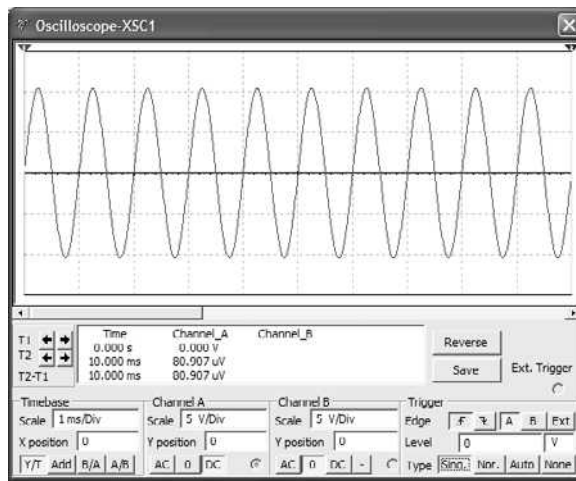 Oscilloscope-XSC1
Time Channel_A Channel_B
T1 0.000 s 0.000 V
T2 10.000 ms 80.907 uV
T2-T1 10.000 ms 80.907 uV
Reverse
Save
Ext. Trigger
Timebase
Scale 1 ms/Div
X position 0
Y/T Add B/A A/B
Channel A
Scale 5 V/Div
Y position 0
AC 0 DC
Channel B
Scale 5 V/Div
Y position 0
AC 0 DC -
Trigger
Edge A B Ext
Level 0 V
Type Sing. Nor. Auto None